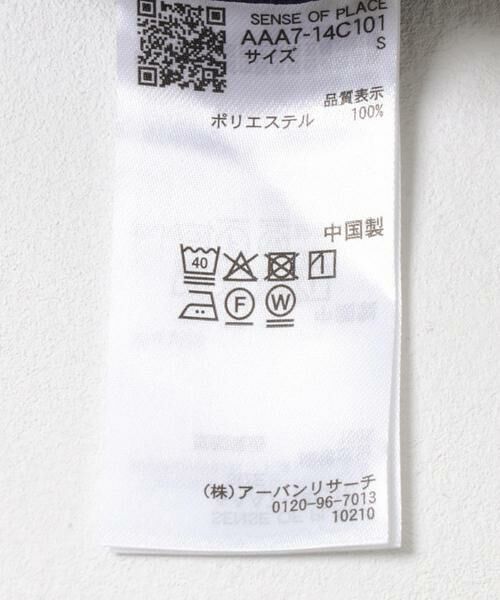 SENSE OF PLACE
AAA7-14C101
サイズ S
品質表示
ポリエステル 100%
中国製
40
F W
(株)アーバンリサーチ
0120-96-7013
10210